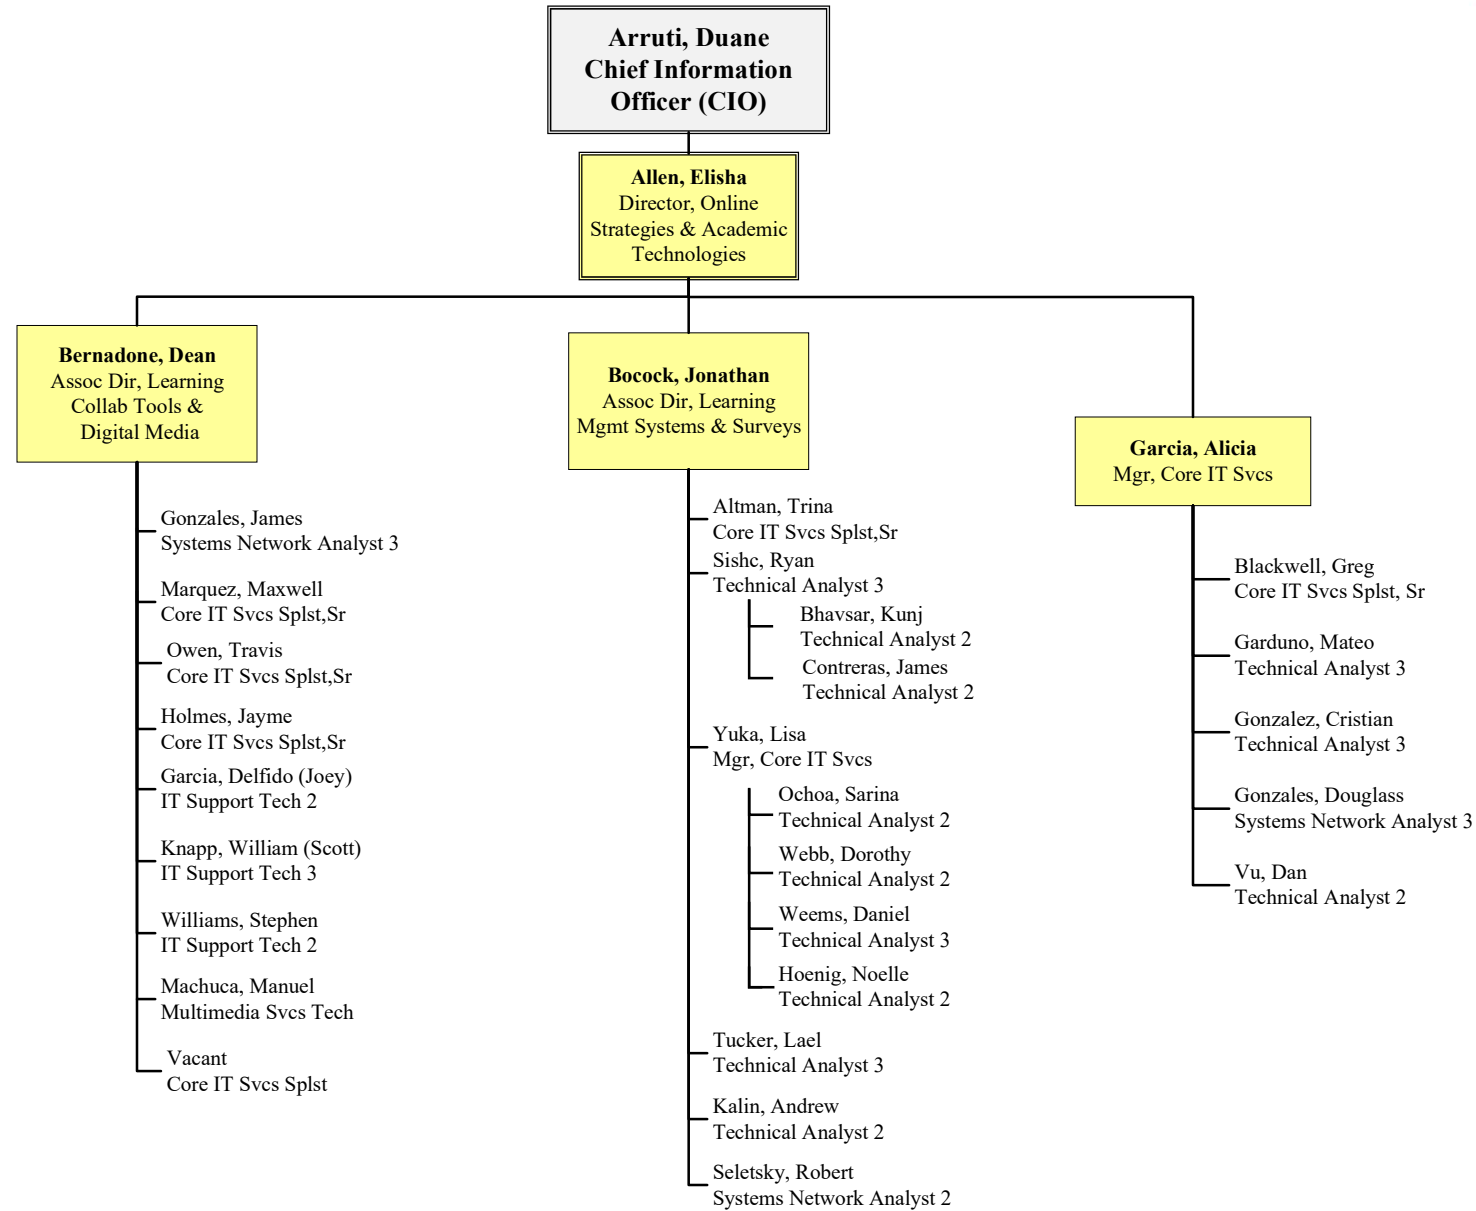 Arruti, Duane
Chief Information
Officer (CIO)
Allen, Elisha
Director, Online
Strategies & Academic
Technologies
Bernadone, Dean
Assoc Dir, Learning
Collab Tools &
Digital Media
Gonzales, James
Systems Network Analyst 3
Marquez, Maxwell
Core IT Svcs Splst,Sr
Owen, Travis
Core IT Svcs Splst,Sr
Holmes, Jayme
Core IT Svcs Splst,Sr
Garcia, Delfido (Joey)
IT Support Tech 2
Knapp, William (Scott)
IT Support Tech 3
Williams, Stephen
IT Support Tech 2
Machuca, Manuel
Multimedia Svcs Tech
Vacant
Core IT Svcs Splst
Bocock, Jonathan
Assoc Dir, Learning
Mgmt Systems & Surveys
Altman, Trina
Core IT Svcs Splst,Sr
Sishc, Ryan
Technical Analyst 3
Bhavsar, Kunj
Technical Analyst 2
Contreras, James
Technical Analyst 2
Yuka, Lisa
Mgr, Core IT Svcs
Ochoa, Sarina
Technical Analyst 2
Webb, Dorothy
Technical Analyst 2
Weems, Daniel
Technical Analyst 3
Hoenig, Noelle
Technical Analyst 2
Tucker, Lael
Technical Analyst 3
Kalin, Andrew
Technical Analyst 2
Seletsky, Robert
Systems Network Analyst 2
Garcia, Alicia
Mgr, Core IT Svcs
Blackwell, Greg
Core IT Svcs Splst, Sr
Garduno, Mateo
Technical Analyst 3
Gonzalez, Cristian
Technical Analyst 3
Gonzales, Douglass
Systems Network Analyst 3
Vu, Dan
Technical Analyst 2